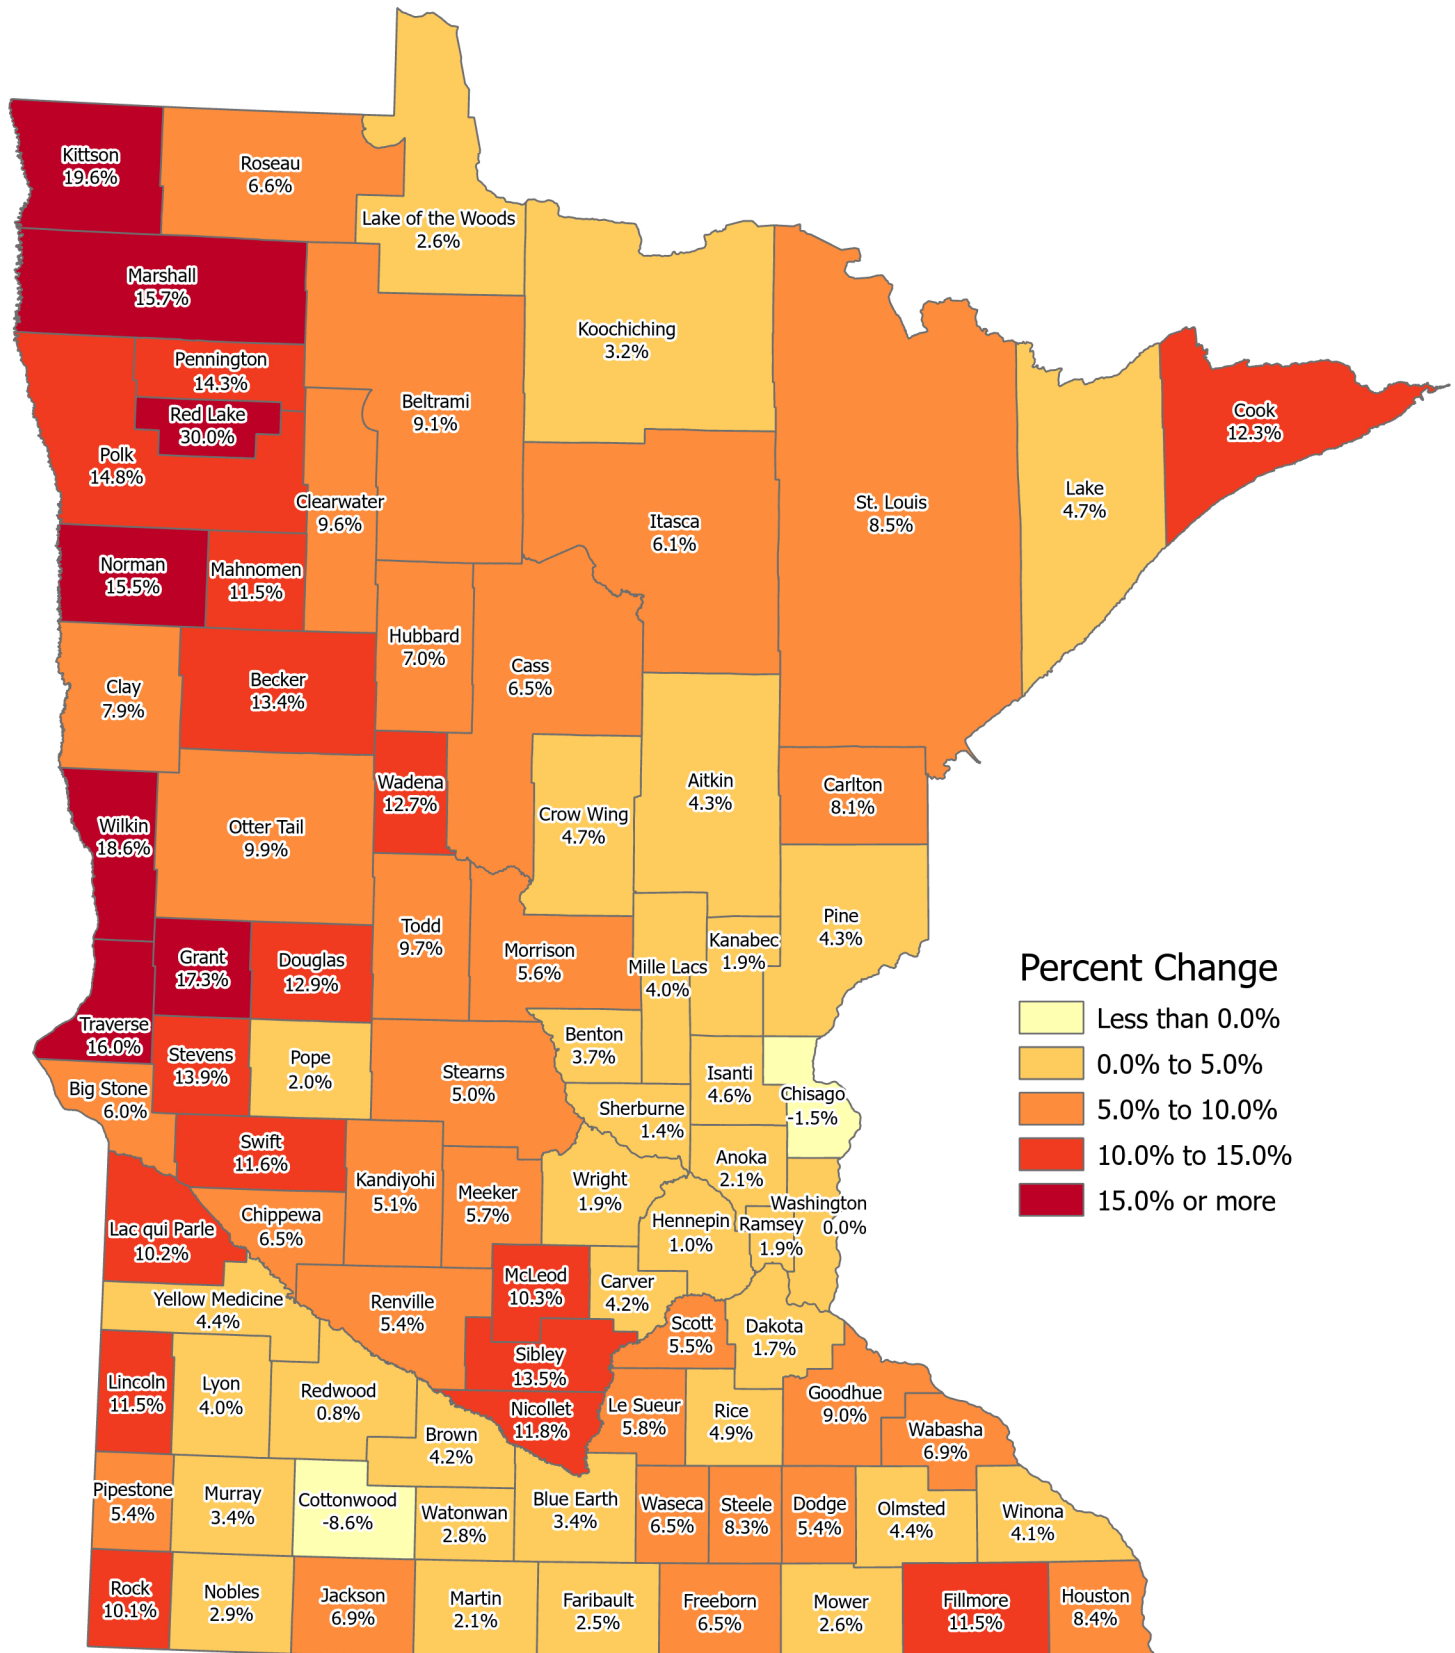 Kittson
19.6%
Roseau
6.6%
Lake of the Woods
2.6%
Marshall
15.7%
Koochiching
3.2%
Pennington
14.3%
Red Lake
30.0%
Beltrami
9.1%
Cook
12.3%
Polk
14.8%
Clearwater
9.6%
Itasca
6.1%
St. Louis
8.5%
Lake
4.7%
Norman
15.5%
Mahnomen
11.5%
Hubbard
7.0%
Cass
6.5%
Clay
7.9%
Becker
13.4%
Wadena
12.7%
Crow Wing
4.7%
Aitkin
4.3%
Carlton
8.1%
Wilkin
18.6%
Otter Tail
9.9%
Todd
9.7%
Morrison
5.6%
Mille Lacs
4.0%
Kanabec
1.9%
Pine
4.3%
Grant
17.3%
Douglas
12.9%
Traverse
16.0%
Stevens
13.9%
Pope
2.0%
Stearns
5.0%
Benton
3.7%
Isanti
4.6%
Chisago
-1.5%
Big Stone
6.0%
Sherburne
1.4%
Swift
11.6%
Kandiyohi
5.1%
Meeker
5.7%
Wright
1.9%
Anoka
2.1%
Washington
0.0%
Hennepin
1.0%
Ramsey
1.9%
Lac qui Parle
10.2%
Chippewa
6.5%
Yellow Medicine
4.4%
Renville
5.4%
McLeod
10.3%
Carver
4.2%
Scott
5.5%
Dakota
1.7%
Sibley
13.5%
Lincoln
11.5%
Lyon
4.0%
Redwood
0.8%
Nicollet
11.8%
Le Sueur
5.8%
Rice
4.9%
Goodhue
9.0%
Wabasha
6.9%
Brown
4.2%
Pipestone
5.4%
Murray
3.4%
Cottonwood
-8.6%
Watonwan
2.8%
Blue Earth
3.4%
Waseca
6.5%
Steele
8.3%
Dodge
5.4%
Olmsted
4.4%
Winona
4.1%
Rock
10.1%
Nobles
2.9%
Jackson
6.9%
Martin
2.1%
Faribault
2.5%
Freeborn
6.5%
Mower
2.6%
Fillmore
11.5%
Houston
8.4%
Percent Change
Less than 0.0%
0.0% to 5.0%
5.0% to 10.0%
10.0% to 15.0%
15.0% or more